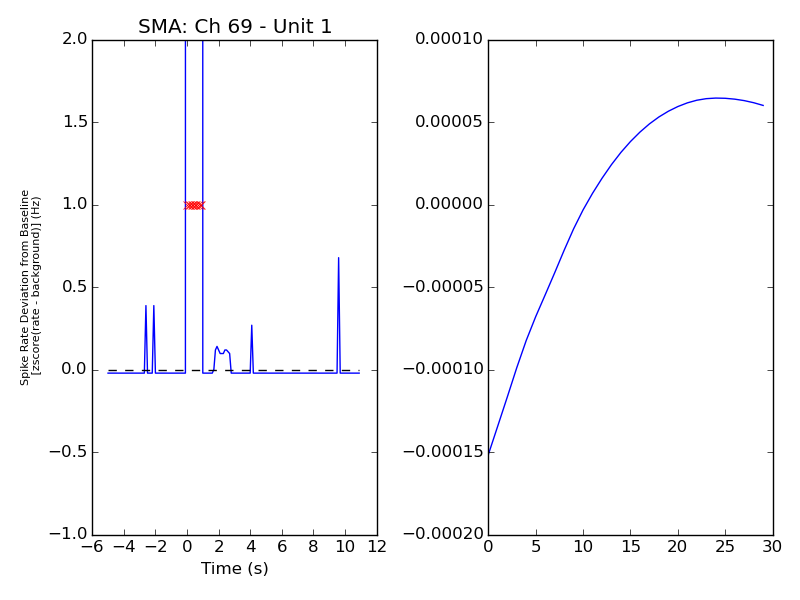 SMA: Ch 69 - Unit 1
Spike Rate Deviation from Baseline
[zscore(rate - background)] (Hz)
2.0
1.5
1.0
0.5
0.0
−0.5
−1.0
−6 −4 −2 0 2 4 6 8 10 12
Time (s)
0.00010
0.00005
0.00000
−0.00005
−0.00010
−0.00015
−0.00020
0 5 10 15 20 25 30